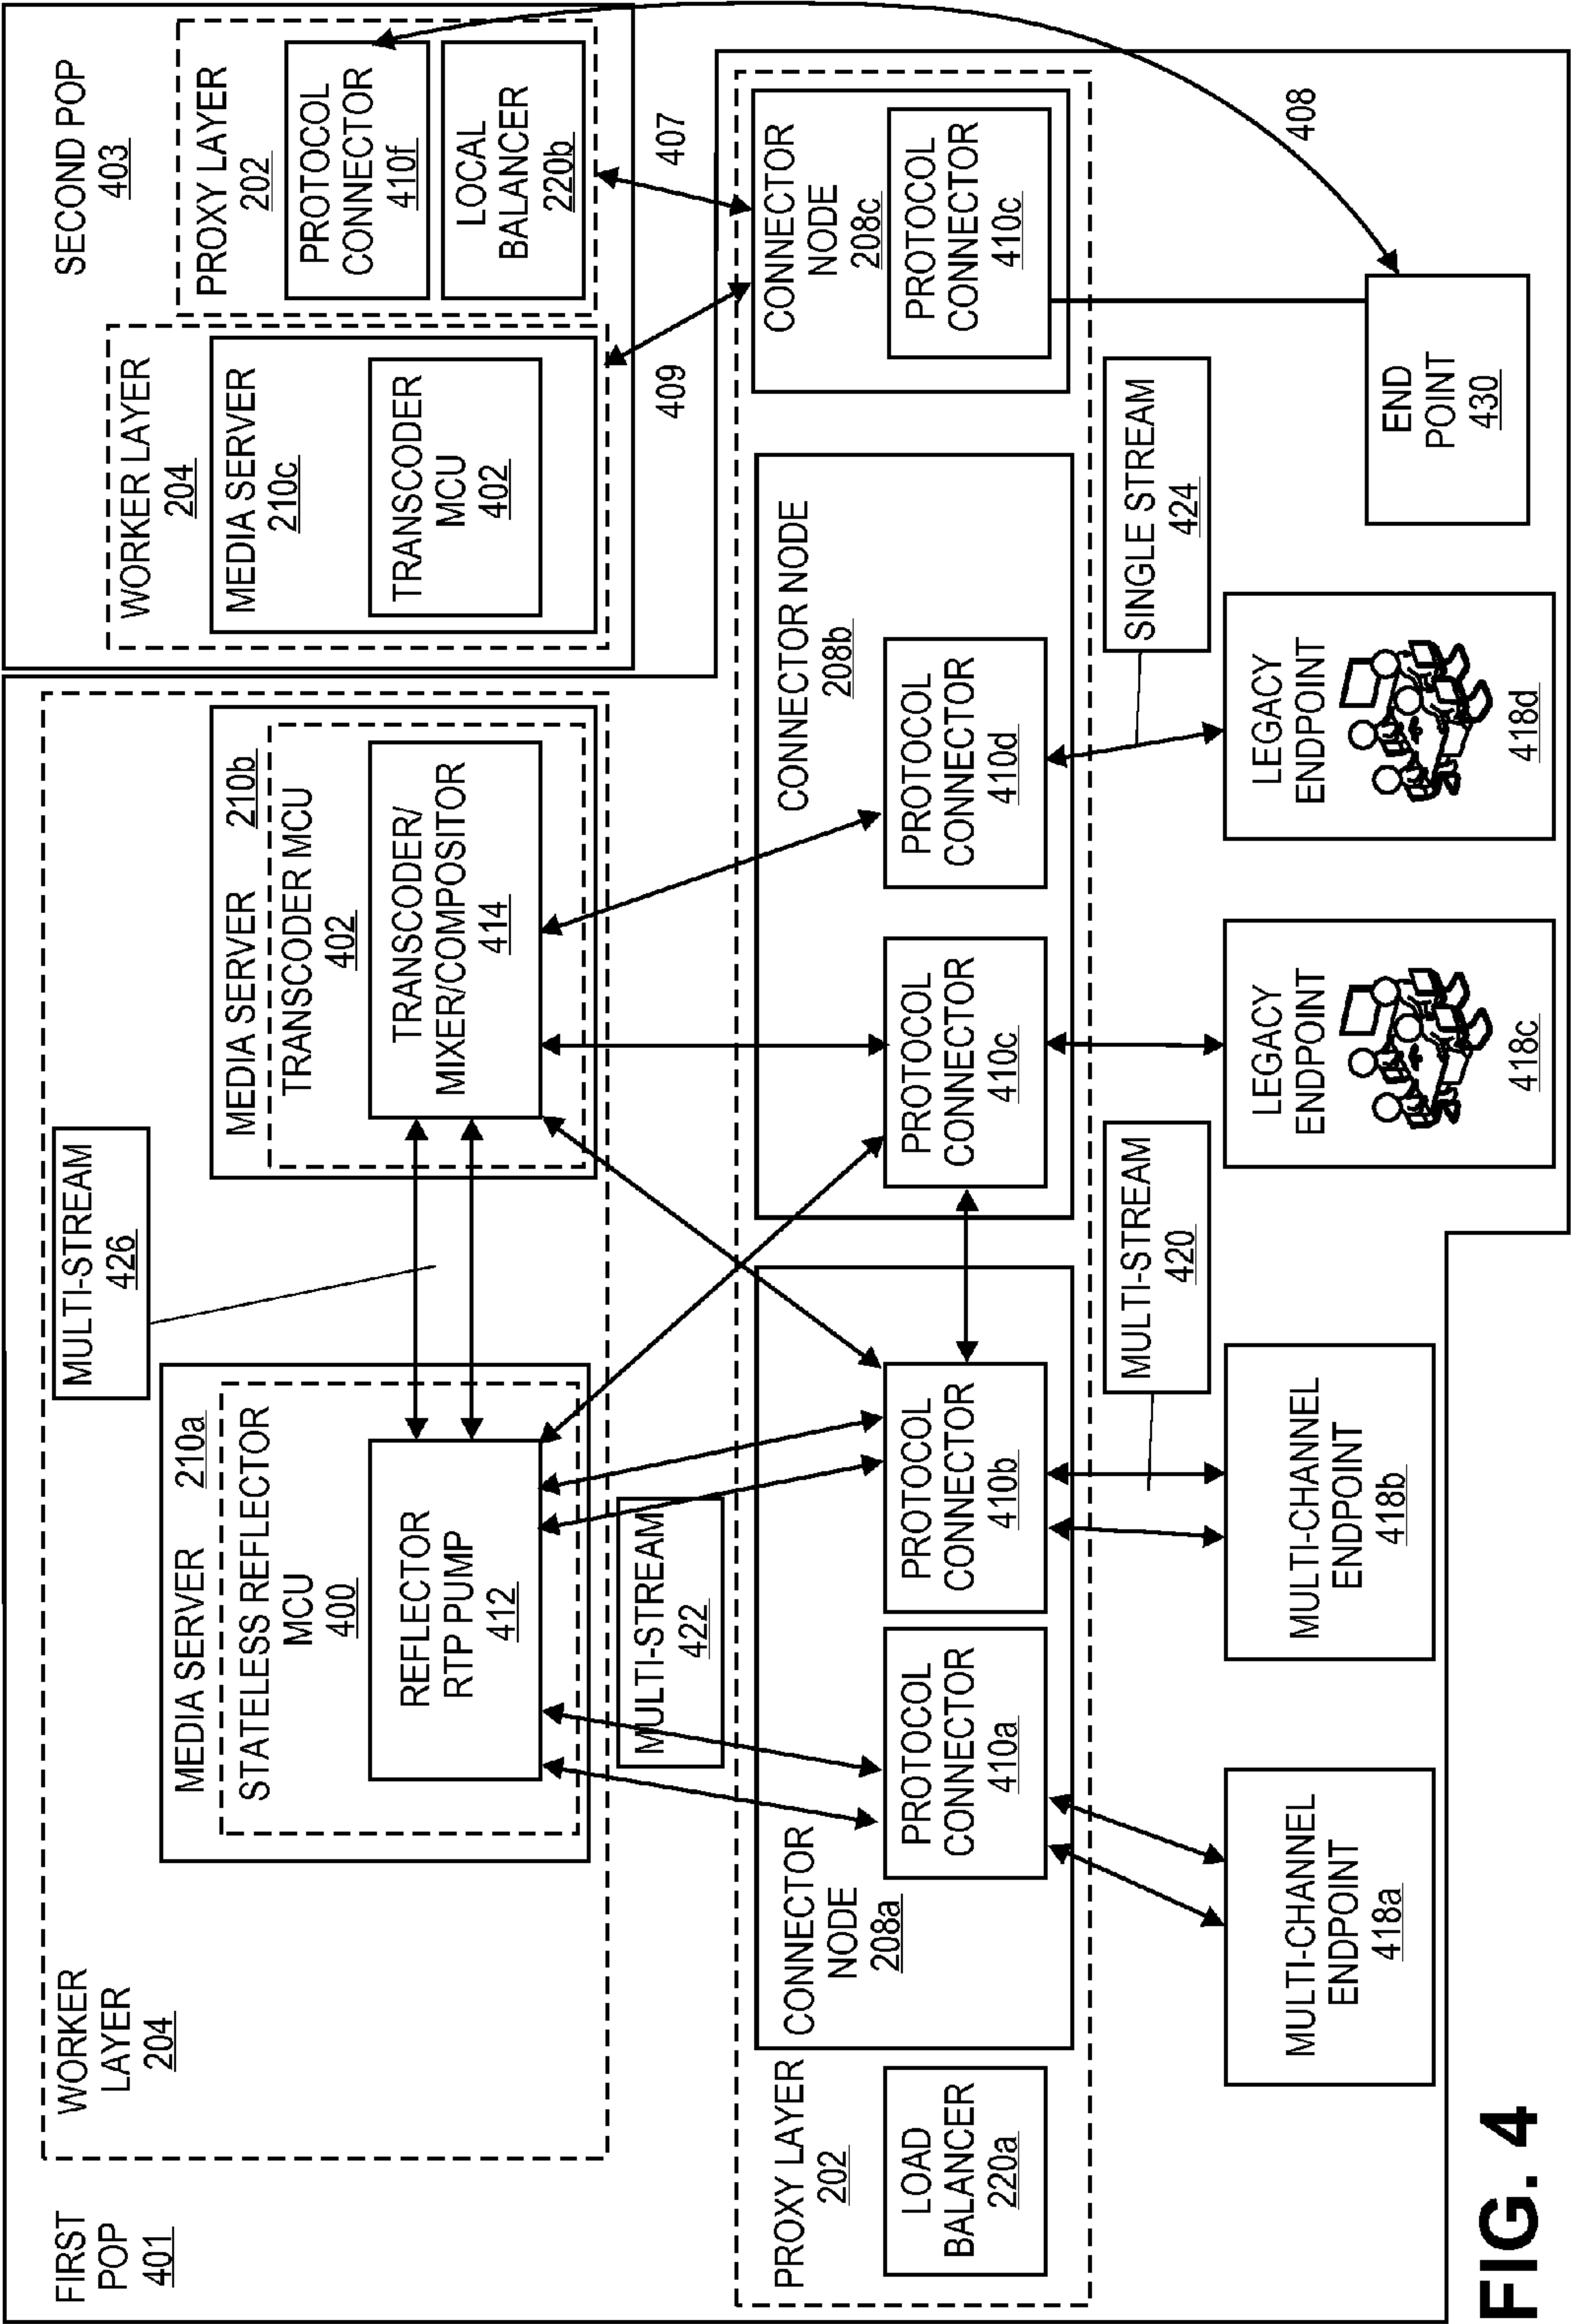 FIRST
POP
401
WORKER
LAYER
204
MULTI-STREAM
426
MEDIA SERVER
210a
STATELESS REFLECTOR
MCU
400
REFLECTOR
RTP PUMP
412
MEDIA SERVER
210b
TRANSCODER MCU
402
TRANSCODER/
MIXER/COMPOSITOR
414
SECOND POP
403
WORKER LAYER
204
MEDIA SERVER
210c
TRANSCODER
MCU
402
PROXY LAYER
202
PROTOCOL
CONNECTOR
410f
LOCAL
BALANCER
220b
MULTI-STREAM
422
409
407
408
PROXY LAYER
202
LOAD
BALANCER
220a
CONNECTOR
NODE
208a
PROTOCOL
CONNECTOR
410a
PROTOCOL
CONNECTOR
410b
CONNECTOR NODE
208b
PROTOCOL
CONNECTOR
410c
PROTOCOL
CONNECTOR
410d
CONNECTOR
NODE
208c
PROTOCOL
CONNECTOR
410c
MULTI-STREAM
420
SINGLE STREAM
424
MULTI-CHANNEL
ENDPOINT
418a
MULTI-CHANNEL
ENDPOINT
418b
LEGACY
ENDPOINT
418c
LEGACY
ENDPOINT
418d
END
POINT
430
FIG. 4